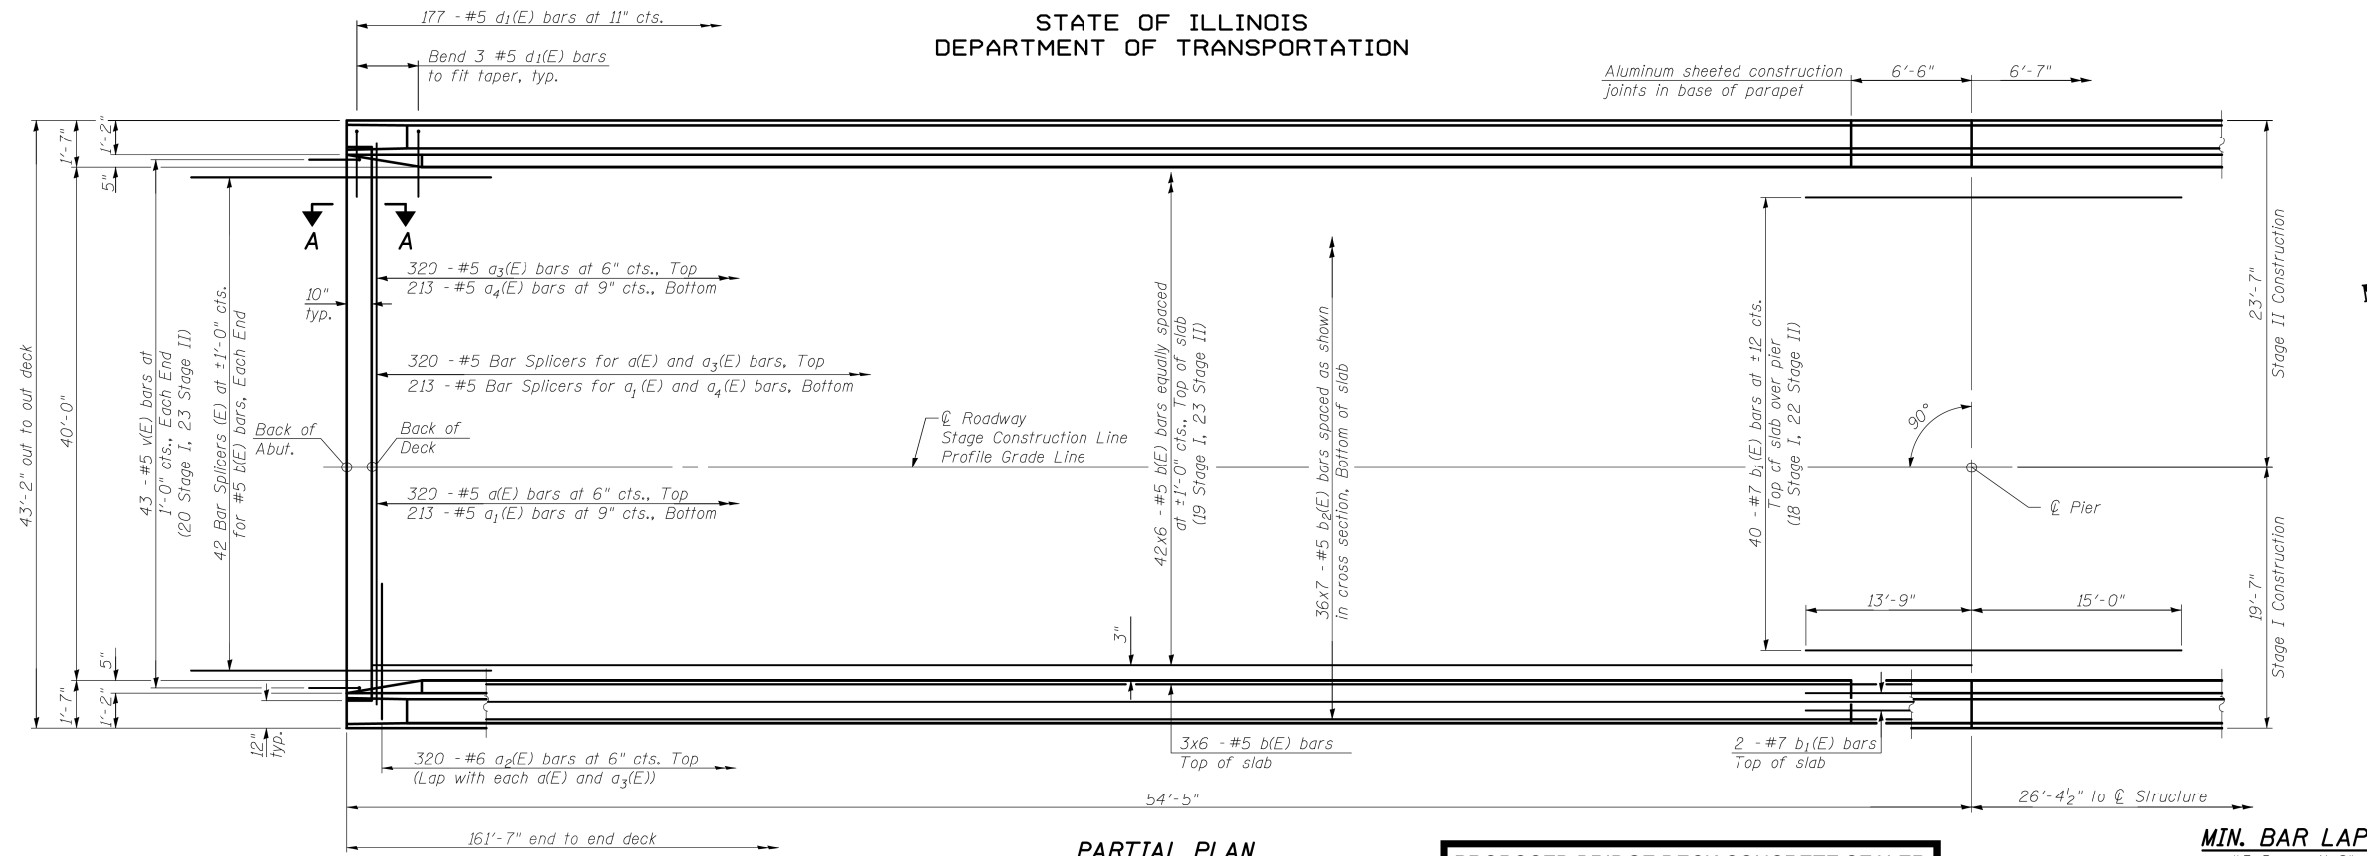 STATE OF ILLINOIS
DEPARTMENT OF TRANSPORTATION
177 - #5 d1(E) bars at 11" cts.
Bend 3 #5 d1(E) bars
to fit taper, typ.
Aluminum sheeted construction
joints in base of parapet
6'-6"
6'-7"
1'-7"
1'-2"
5"
A
A
320 - #5 a3(E) bars at 6" cts., Top
213 - #5 a4(E) bars at 9" cts., Bottom
10"
typ.
320 - #5 Bar Splicers for a(E) and a3(E) bars, Top
213 - #5 Bar Splicers for a1(E) and a4(E) bars, Bottom
43'-2" out to out deck
40'-0"
43 - #5 v(E) bars at
1'-0" cts., Each End
(20 Stage I, 23 Stage II)
42 Bar Splicers (E) at ±1'-0" cts.
for #5 b(E) bars, Each End
Back of
Abut.
Back of
Deck
℄ Roadway
Stage Construction Line
Profile Grade Line
320 - #5 a(E) bars at 6" cts., Top
213 - #5 a1(E) bars at 9" cts., Bottom
42x6 - #5 b(E) bars equally spaced
at ±1'-0" cts., Top of slab
(19 Stage I, 23 Stage II)
36x7 - #5 b2(E) bars spaced as shown
in cross section, Bottom of slab
40 - #7 b1(E) bars at ±12 cts.
Top of slab over pier
(18 Stage I, 22 Stage II)
90°
℄ Pier
23'-7"
Stage II Construction
19'-7"
Stage I Construction
13'-9"
15'-0"
3"
5"
1'-7"
1'-2"
12"
typ.
320 - #6 a2(E) bars at 6" cts. Top
(Lap with each a(E) and a3(E))
3x6 - #5 b(E) bars
Top of slab
2 - #7 b1(E) bars
Top of slab
54'-5"
26'-4½" to ℄ Structure
161'-7" end to end deck
PARTIAL PLAN
PROPOSED BRIDGE DECK CONCRETE SEALER
MIN. BAR LAP